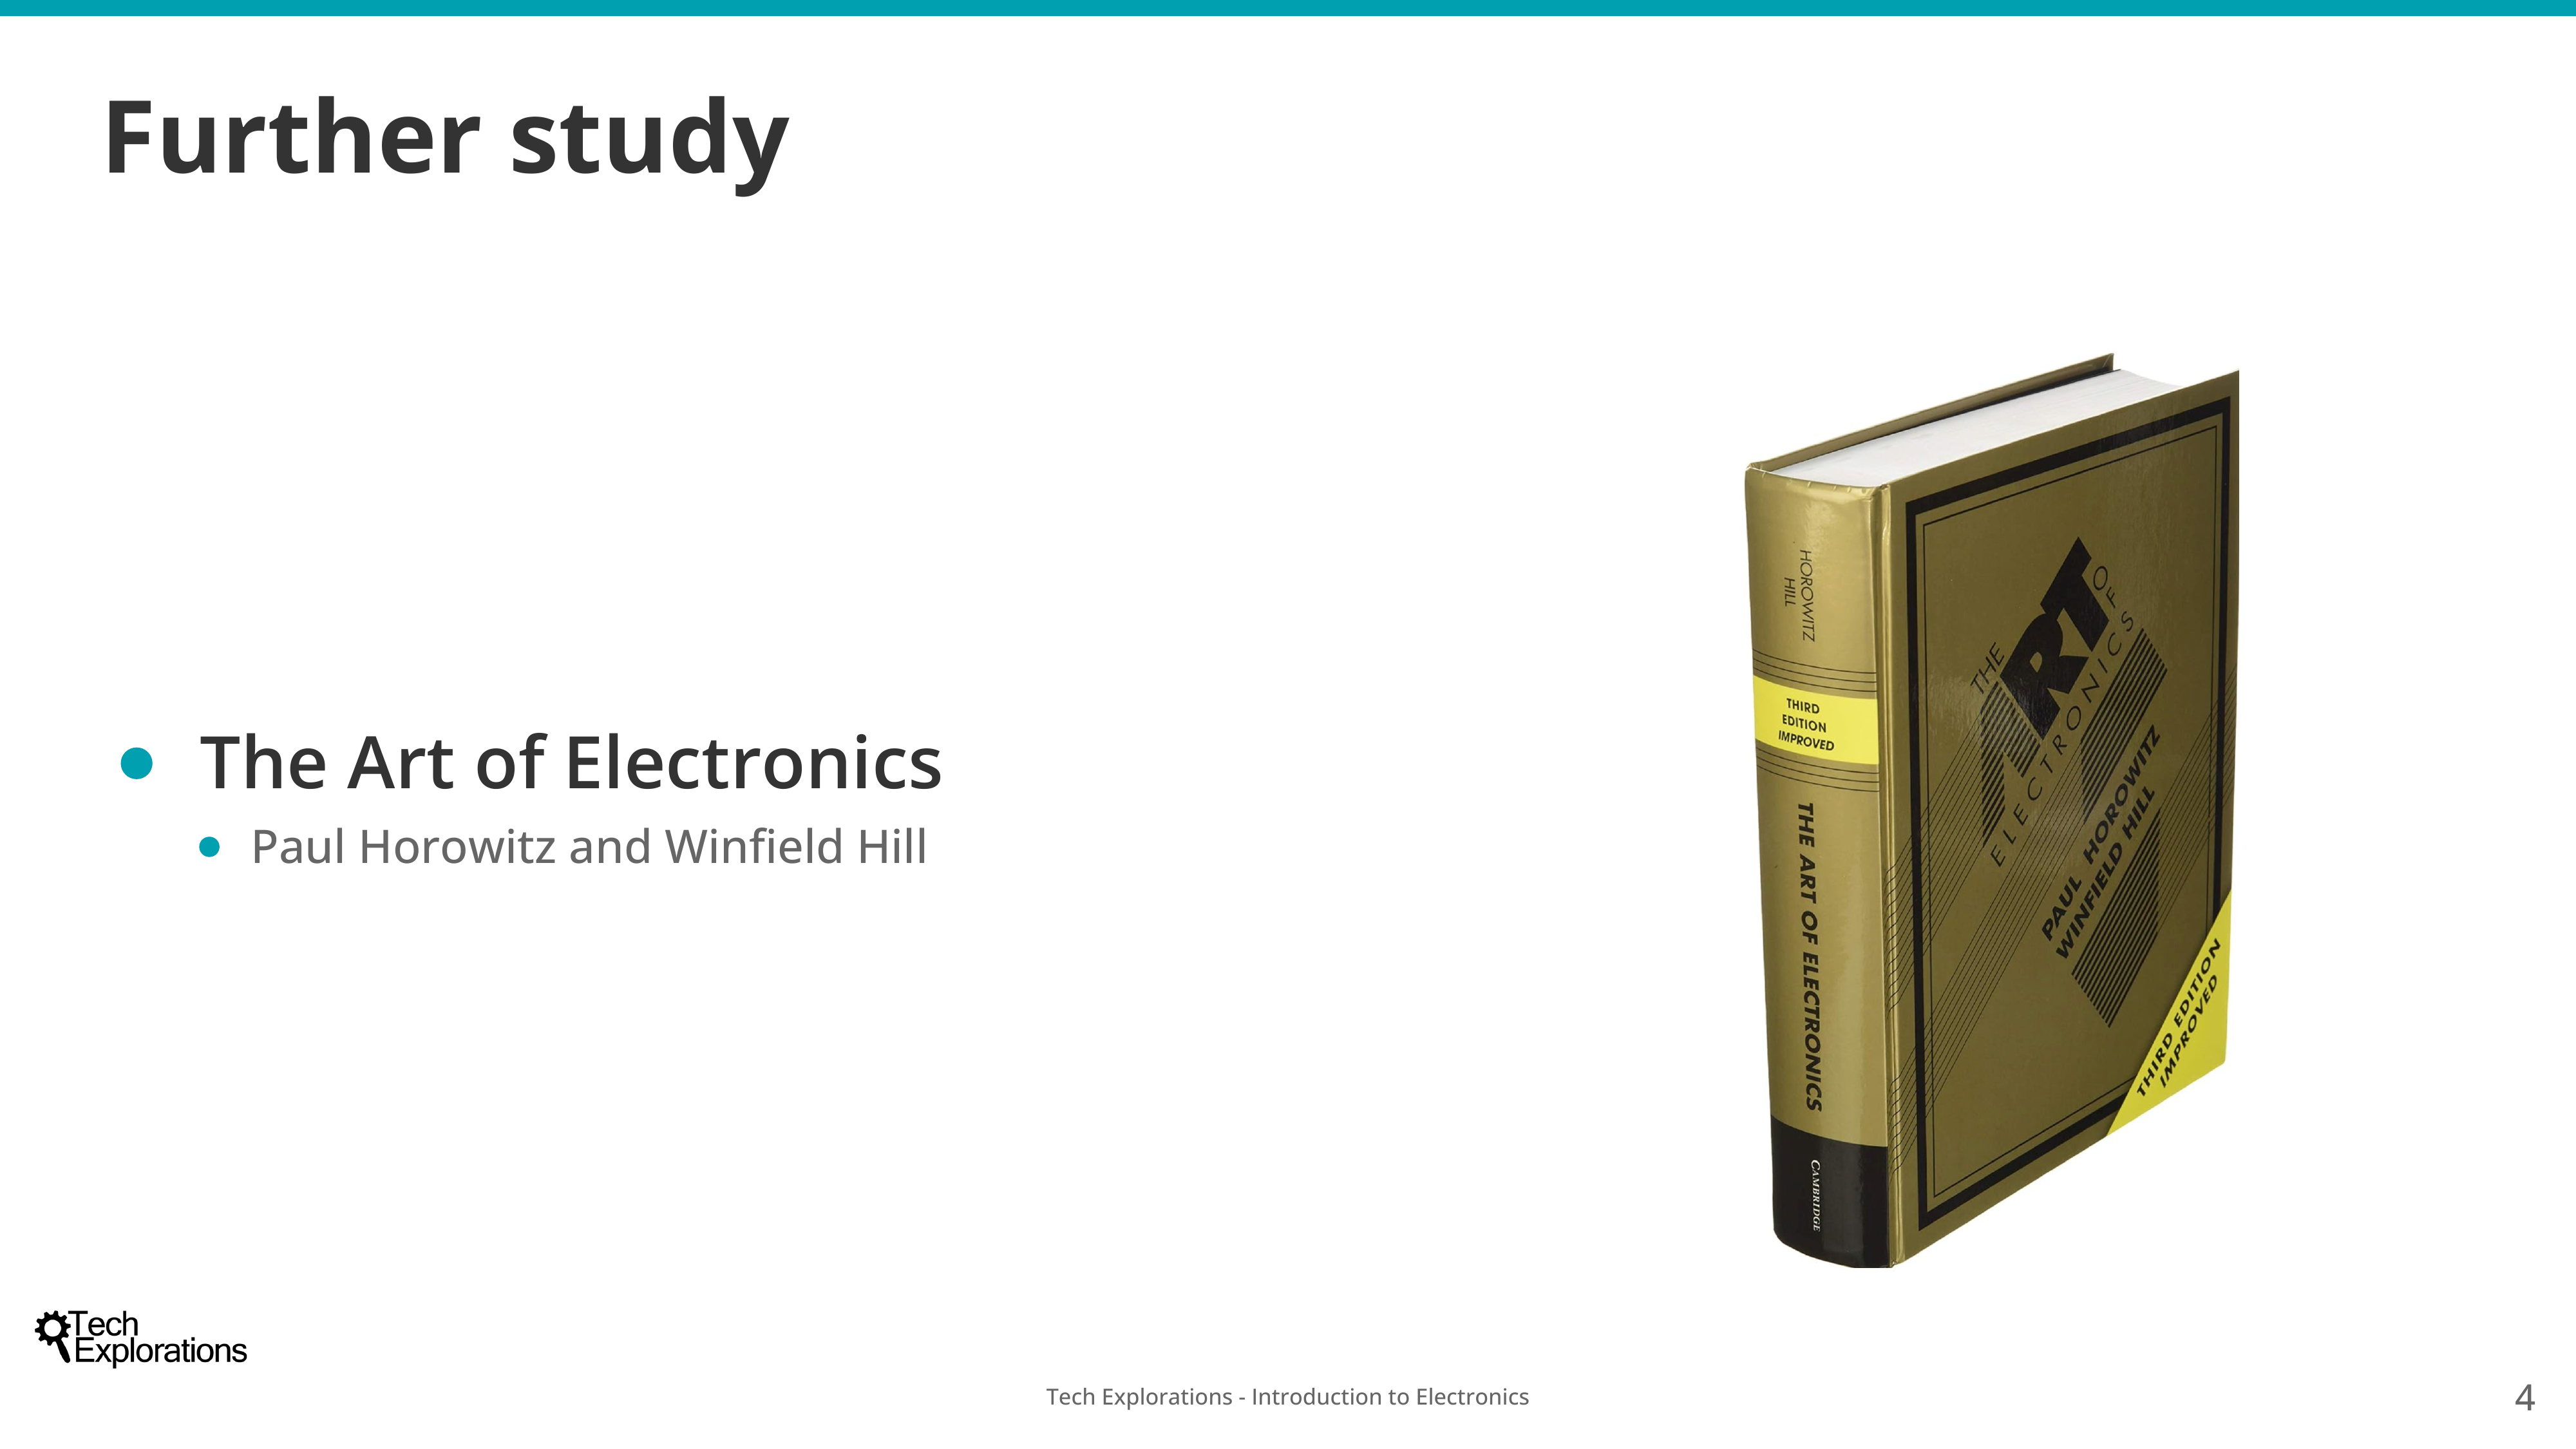 Further study
The Art of Electronics
Paul Horowitz and Winfield Hill
HOROWITZ
HILL
THIRD
EDITION
IMPROVED
THE ART OF ELECTRONICS
CAMBRIDGE
THE
ART OF
ELECTRONICS
PAUL HOROWITZ
WINFIELD HILL
THIRD EDITION
IMPROVED
Tech
Explorations
Tech Explorations - Introduction to Electronics
4